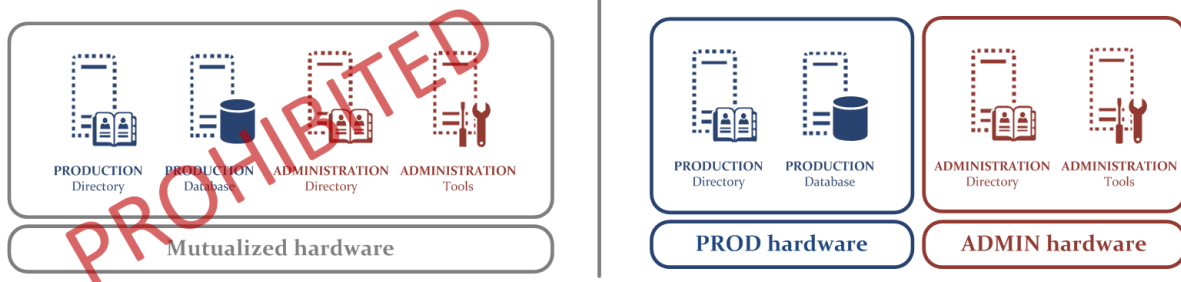 PROHIBITED
PRODUCTION
Directory
PRODUCTION
Database
ADMINISTRATION
Directory
ADMINISTRATION
Tools
Mutualized hardware
PRODUCTION
Directory
PRODUCTION
Database
PROD hardware
ADMINISTRATION
Directory
ADMINISTRATION
Tools
ADMIN hardware